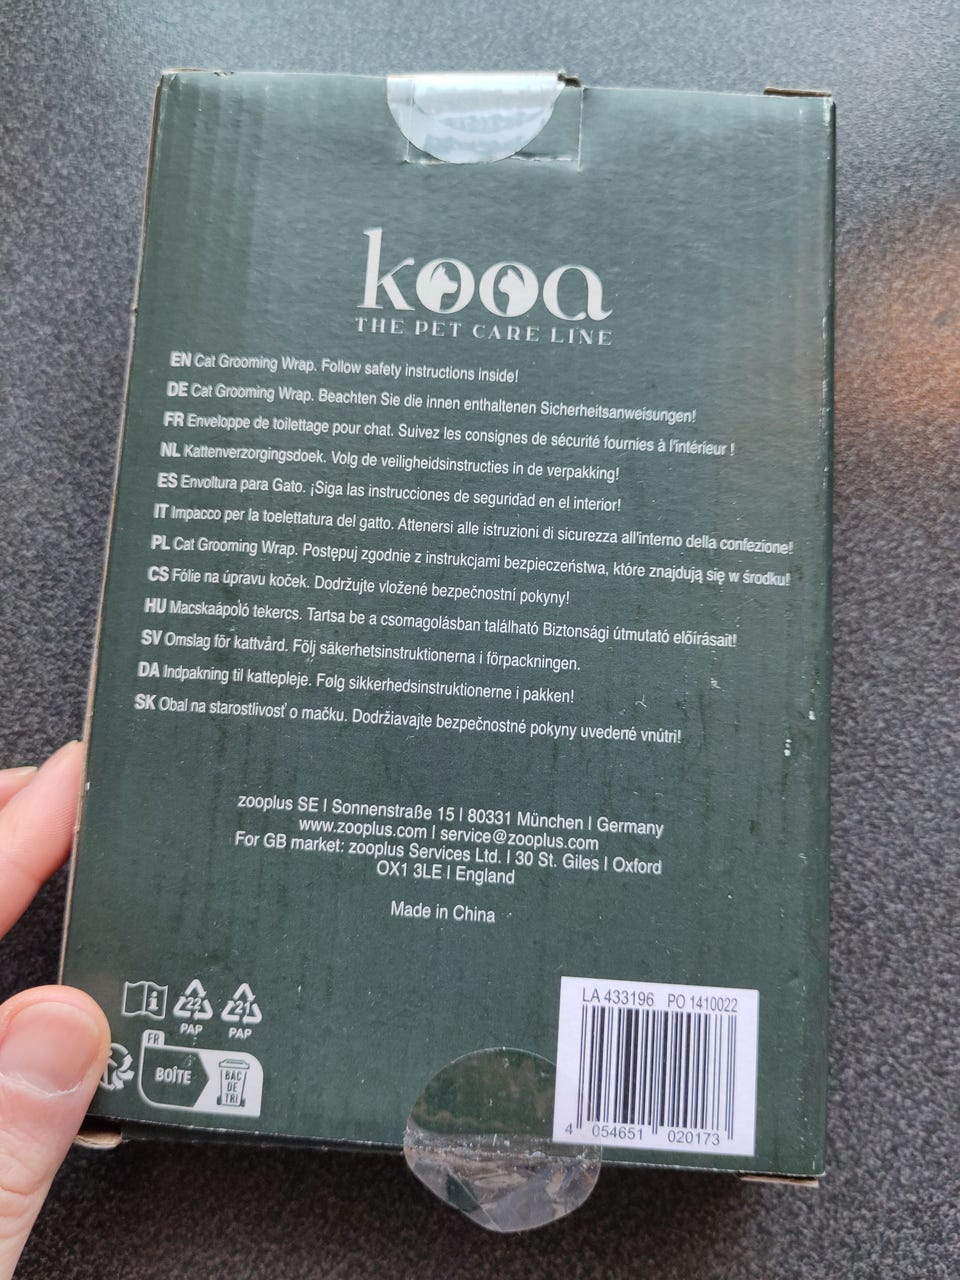 kooa
THE PET CARE LINE
EN Cat Grooming Wrap. Follow safety instructions inside!
DE Cat Grooming Wrap. Beachten Sie die innen enthaltenen Sicherheitsanweisungen!
FR Enveloppe de toilettage pour chat. Suivez les consignes de sécurité fournies à l'intérieur !
NL Kattenverzorgingsdoek. Volg de veiligheidsinstructies in de verpakking!
ES Envoltura para Gato. ¡Siga las instrucciones de seguridad en el interior!
IT Impacco per la toelettatura del gatto. Attenersi alle istruzioni di sicurezza all'interno della confezione!
PL Cat Grooming Wrap. Postępuj zgodnie z instrukcjami bezpieczeństwa, które znajdują się w środku!
CS Fólie na úpravu koček. Dodržujte vložené bezpečnostní pokyny!
HU Macskaápoló tekercs. Tartsa be a csomagolásban található Biztonsági útmutató előírásait!
SV Omslag för kattvård. Följ säkerhetsinstruktionerna i förpackningen.
DA Indpakning til kattepleje. Følg sikkerhedsinstruktionerne i pakken!
SK Obal na starostlivosť o mačku. Dodržiavajte bezpečnostné pokyny uvedené vnútri!
zooplus SE | Sonnenstraße 15 | 80331 München | Germany
www.zooplus.com | service@zooplus.com
For GB market: zooplus Services Ltd. | 30 St. Giles | Oxford
OX1 3LE | England
Made in China
22
PAP
21
PAP
FR
BOÎTE
BAC
DE
TRI
LA 433196 PO 1410022
4 054651 020173